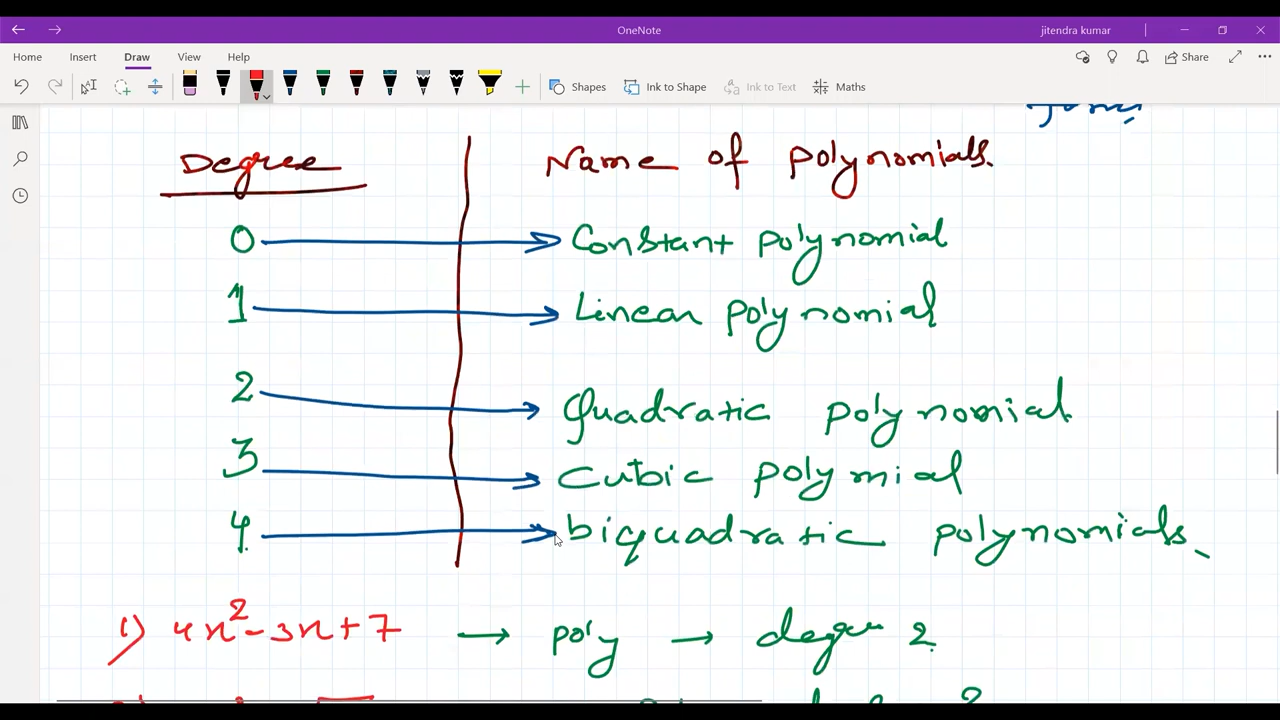 OneNote
jitendra kumar
Home Insert Draw View Help
Share
Shapes Ink to Shape Ink to Text Maths
Degree Name of polynomials.
0 → Constant polynomial
1 → Linear polynomial
2 → Quadratic polynomial
3 → Cubic polymial
4 → biquadratic polynomials
1) 4x² - 3x + 7 → poly → degree 2.